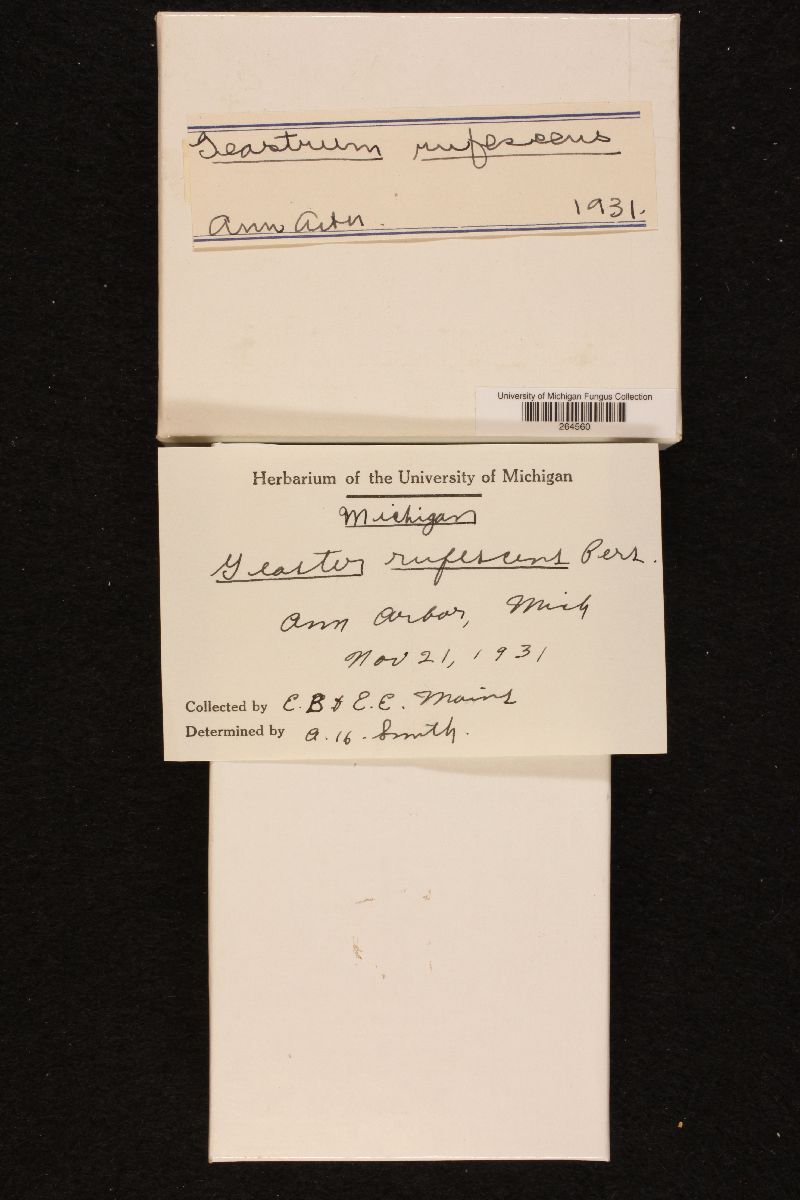 Geastrum rufescens
Ann Arbr. 1931.
University of Michigan Fungus Collection
264560
Herbarium of the University of Michigan
Michigan
Geaster rufescens Pers.
Ann Arbor, Mich
Nov 21, 1931
Collected by E. B & E. E. Mains
Determined by A. H. Smith.